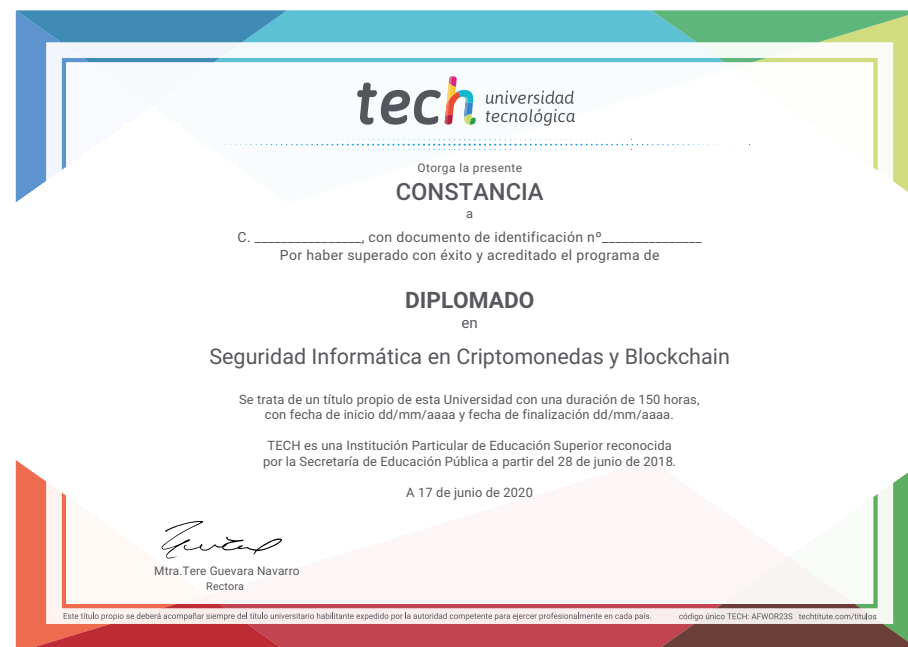 tech universidad
tecnológica
Otorga la presente
CONSTANCIA
a
C. ________________, con documento de identificación nº_______________
Por haber superado con éxito y acreditado el programa de
DIPLOMADO
en
Seguridad Informática en Criptomonedas y Blockchain
Se trata de un título propio de esta Universidad con una duración de 150 horas,
con fecha de inicio dd/mm/aaaa y fecha de finalización dd/mm/aaaa.
TECH es una Institución Particular de Educación Superior reconocida
por la Secretaría de Educación Pública a partir del 28 de junio de 2018.
A 17 de junio de 2020
Mtra.Tere Guevara Navarro
Rectora
Este título propio se deberá acompañar siempre del título universitario habilitante expedido por la autoridad competente para ejercer profesionalmente en cada país. código único TECH: AFWOR23S techtitute.com/titulos